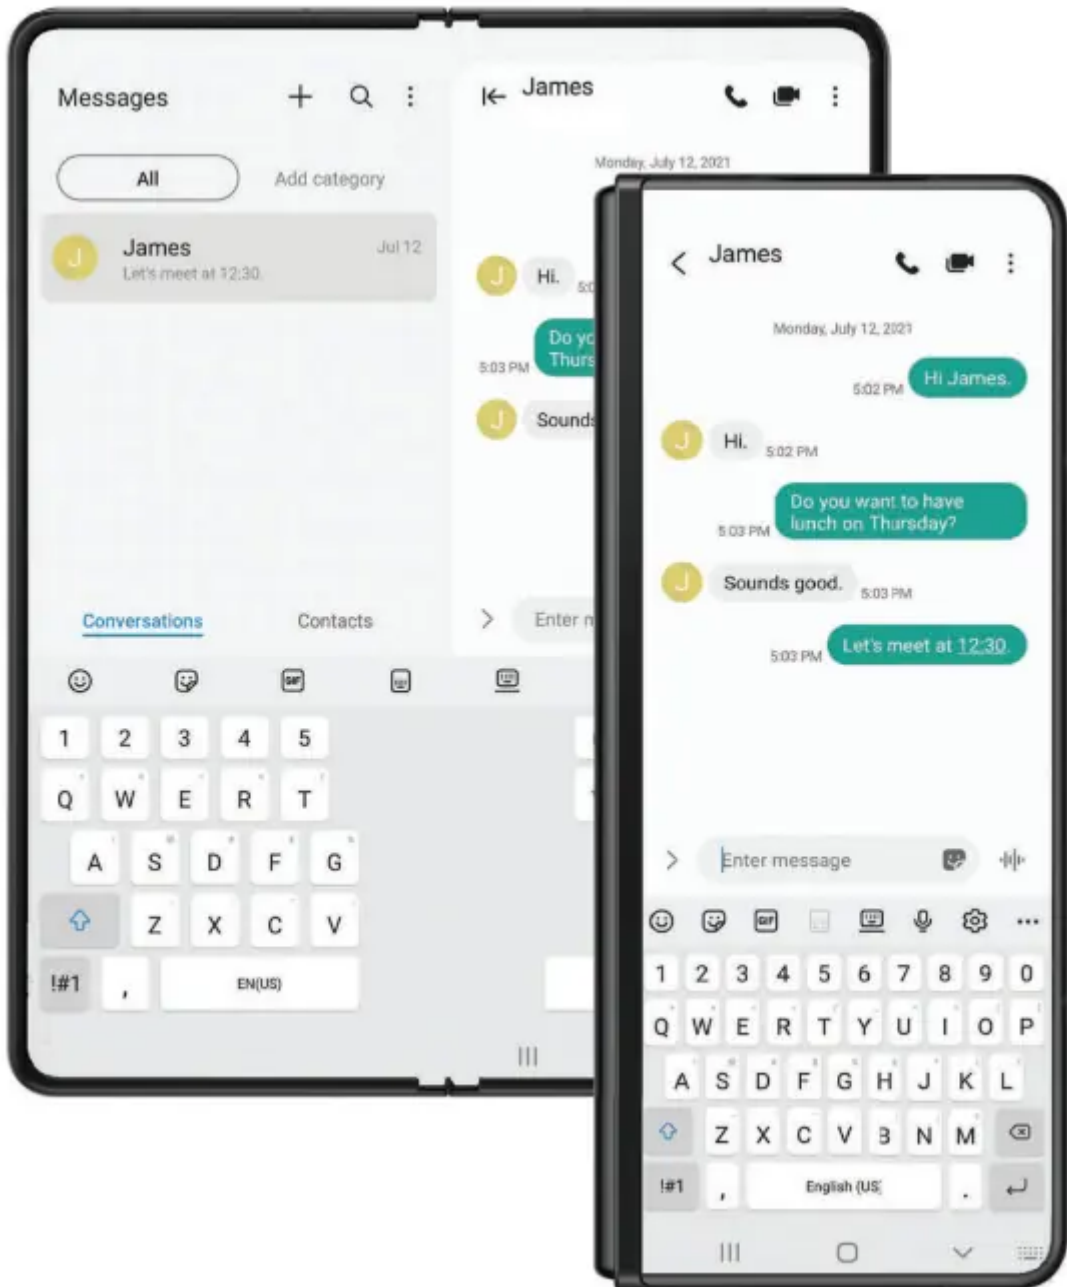 Messages
All
Add category
J
James
Jul 12
Let's meet at 12:30.
Conversations
Contacts
James
Monday, July 12, 2021
J
Hi.
Do
Thurs
5:03 PM
J
Sound
Enter
GIF
1 2 3 4 5
Q W E R T
A S D F G
Z X C V
!#1 , EN(US)
James
Monday, July 12, 2021
Hi James.
5:02 PM
J
Hi.
5:02 PM
Do you want to have
lunch on Thursday?
5:03 PM
J
Sounds good.
5:03 PM
Let's meet at 12:30.
5:03 PM
Enter message
GIF
1 2 3 4 5 6 7 8 9 0
Q W E R T Y U I O P
A S D F G H J K L
Z X C V B N M
!#1 , English (US) .